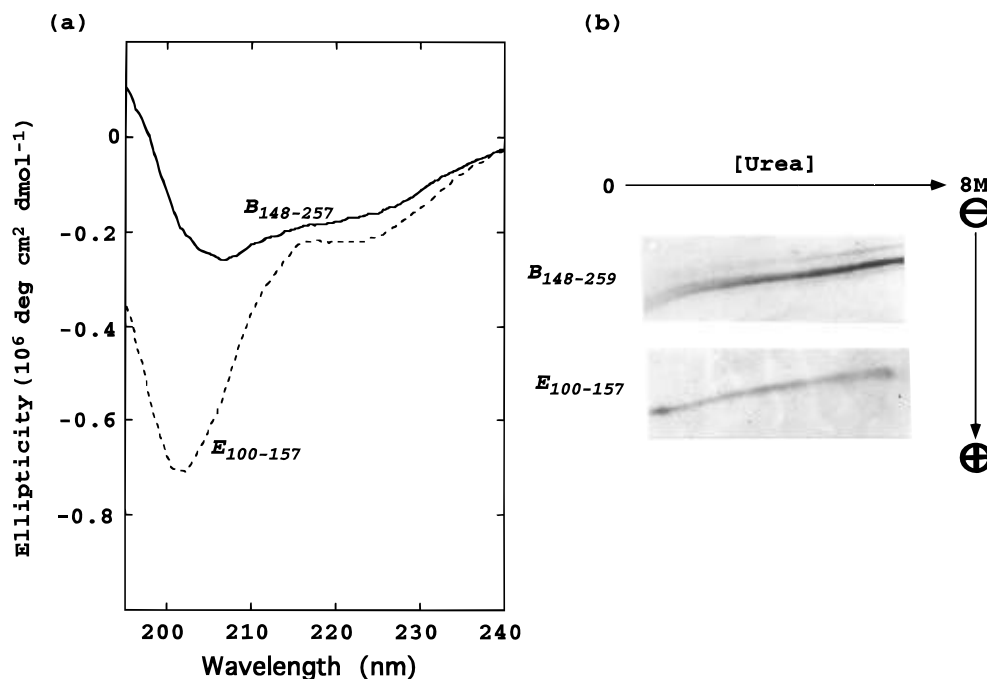 (a)
Ellipticity (10⁶ deg cm² dmol⁻¹)
0
-0.2
-0.4
-0.6
-0.8
B148-257
E100-157
200
210
220
230
240
Wavelength (nm)
(b)
[Urea]
0
8M
B148-259
E100-157